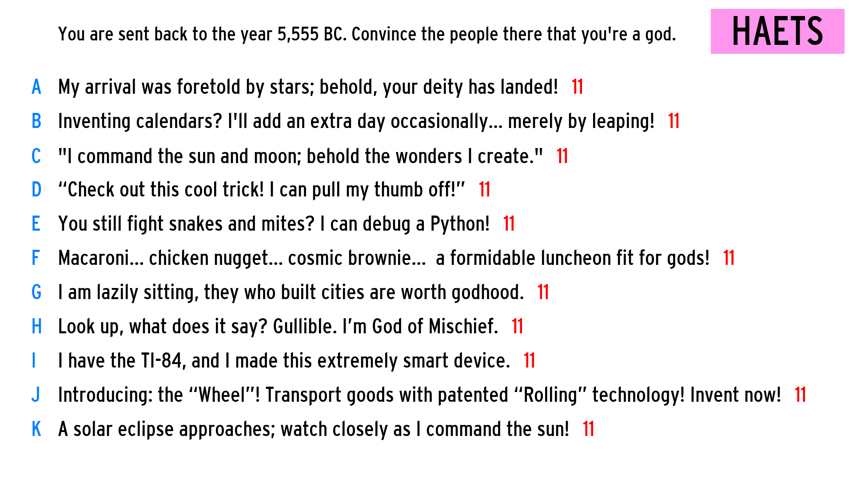 You are sent back to the year 5,555 BC. Convince the people there that you're a god.
HAETS
A My arrival was foretold by stars; behold, your deity has landed! 11
B Inventing calendars? I'll add an extra day occasionally... merely by leaping! 11
C "I command the sun and moon; behold the wonders I create." 11
D “Check out this cool trick! I can pull my thumb off!” 11
E You still fight snakes and mites? I can debug a Python! 11
F Macaroni... chicken nugget... cosmic brownie... a formidable luncheon fit for gods! 11
G I am lazily sitting, they who built cities are worth godhood. 11
H Look up, what does it say? Gullible. I’m God of Mischief. 11
I I have the TI-84, and I made this extremely smart device. 11
J Introducing: the “Wheel”! Transport goods with patented “Rolling” technology! Invent now! 11
K A solar eclipse approaches; watch closely as I command the sun! 11